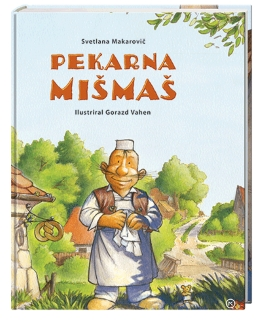 Svetlana Makarovič
PEKARNA
MIŠMAŠ
Ilustriral Gorazd Vahen